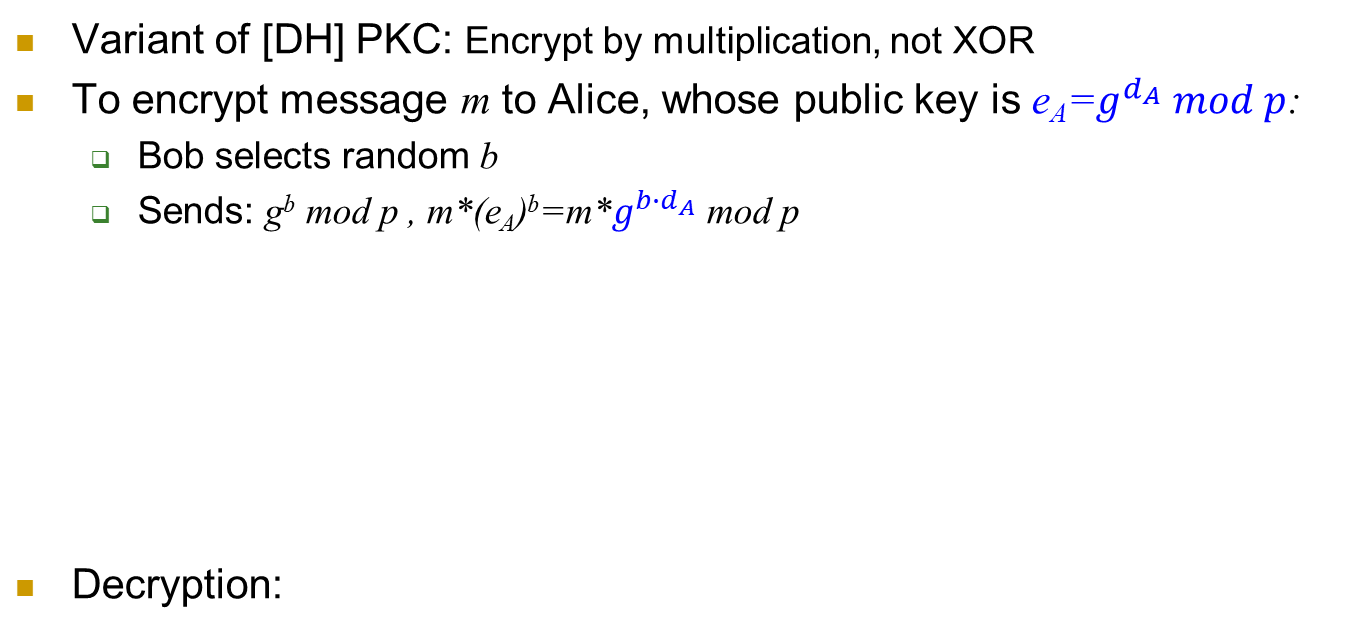 Variant of [DH] PKC: Encrypt by multiplication, not XOR
To encrypt message m to Alice, whose public key is e_A=g^{d_A} mod p:
Bob selects random b
Sends: g^b mod p , m*(e_A)^b=m*g^{b·d_A} mod p
Decryption: